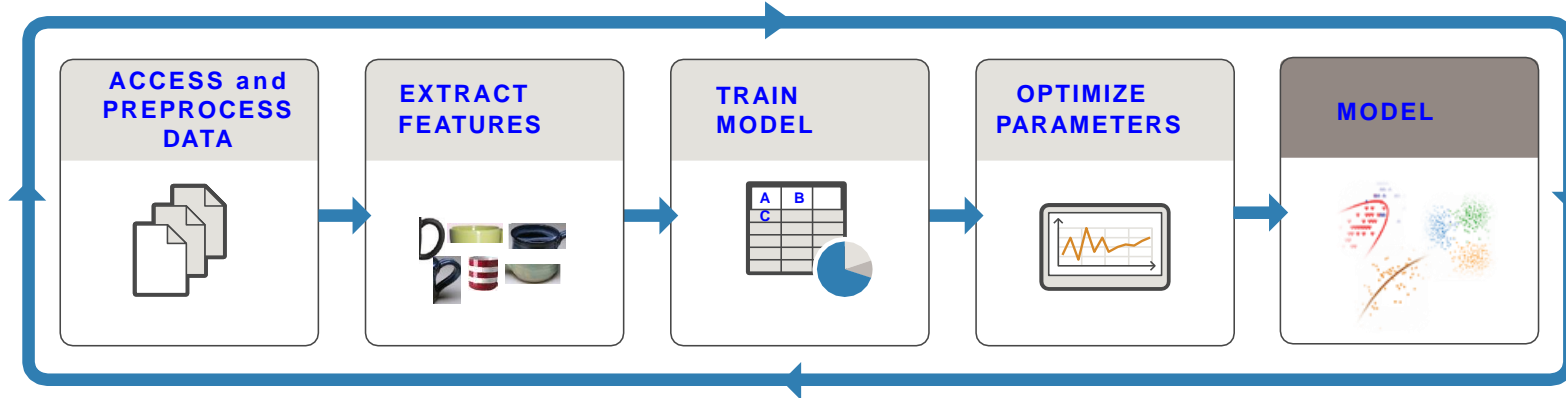 ACCESS and
PREPROCESS
DATA
EXTRACT
FEATURES
TRAIN
MODEL
OPTIMIZE
PARAMETERS
MODEL
A B
C